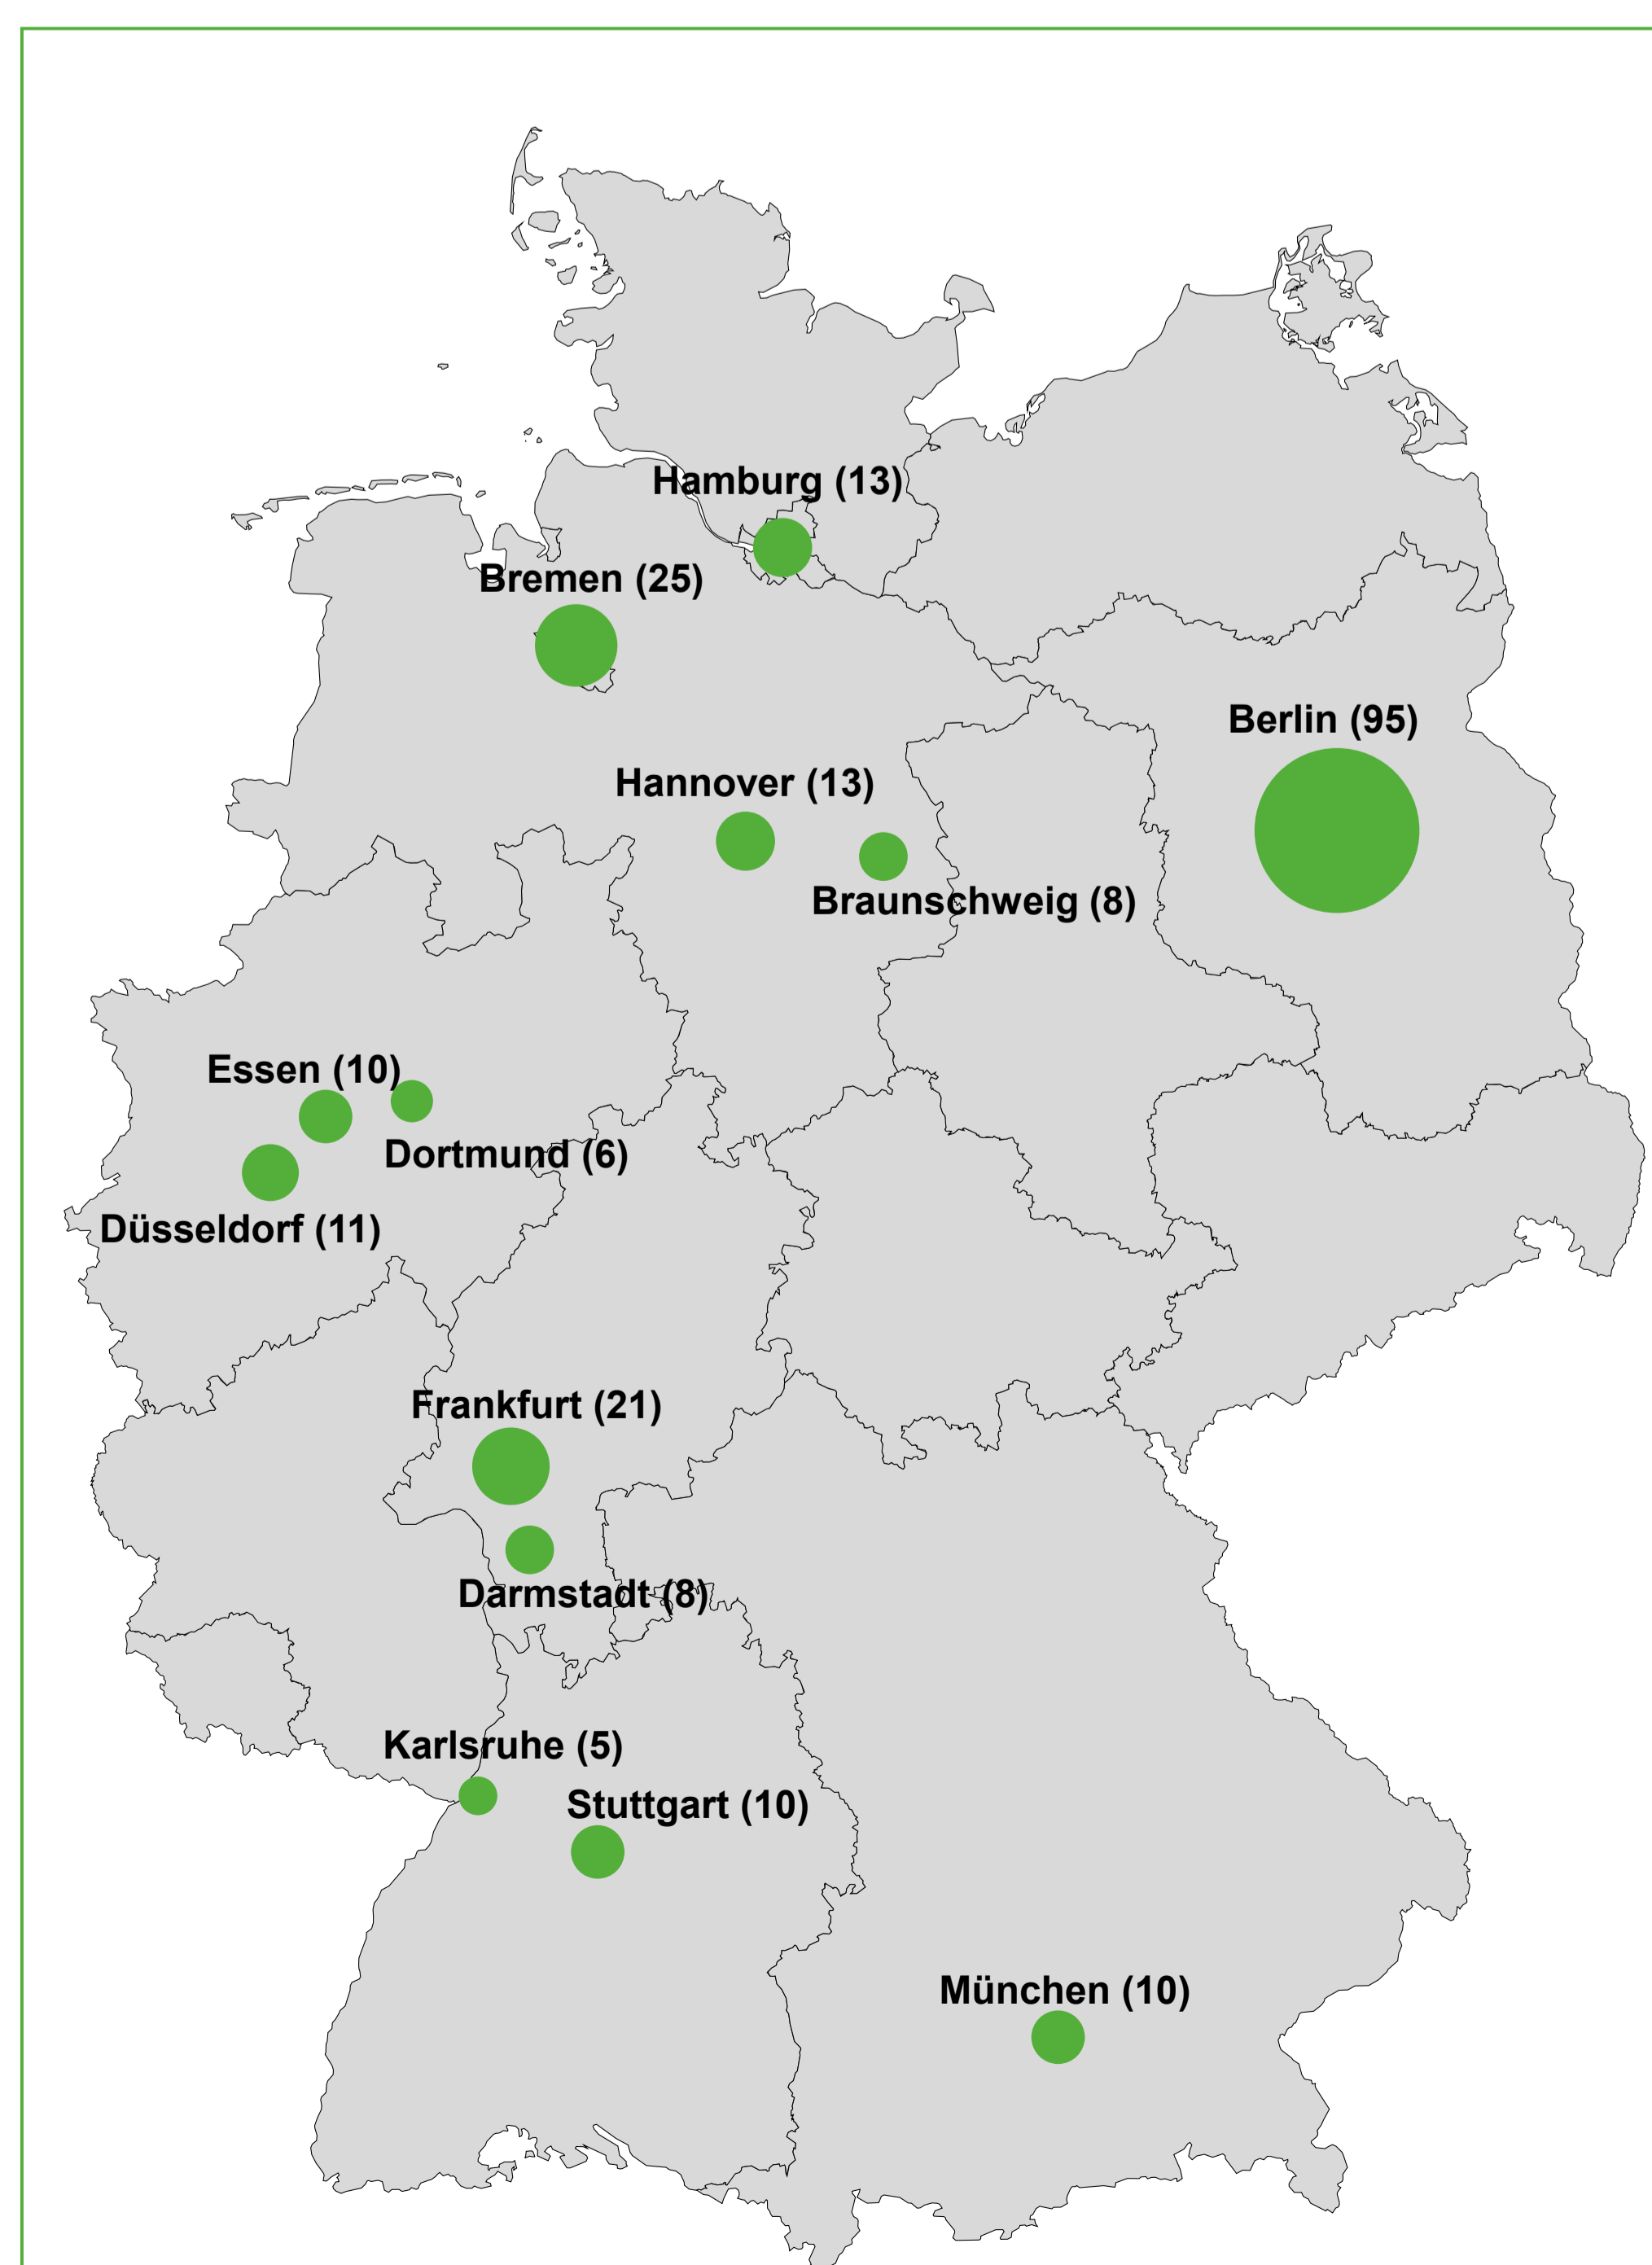 Hamburg (13)
Bremen (25)
Berlin (95)
Hannover (13)
Braunschweig (8)
Essen (10)
Dortmund (6)
Düsseldorf (11)
Frankfurt (21)
Darmstadt (8)
Karlsruhe (5)
Stuttgart (10)
München (10)